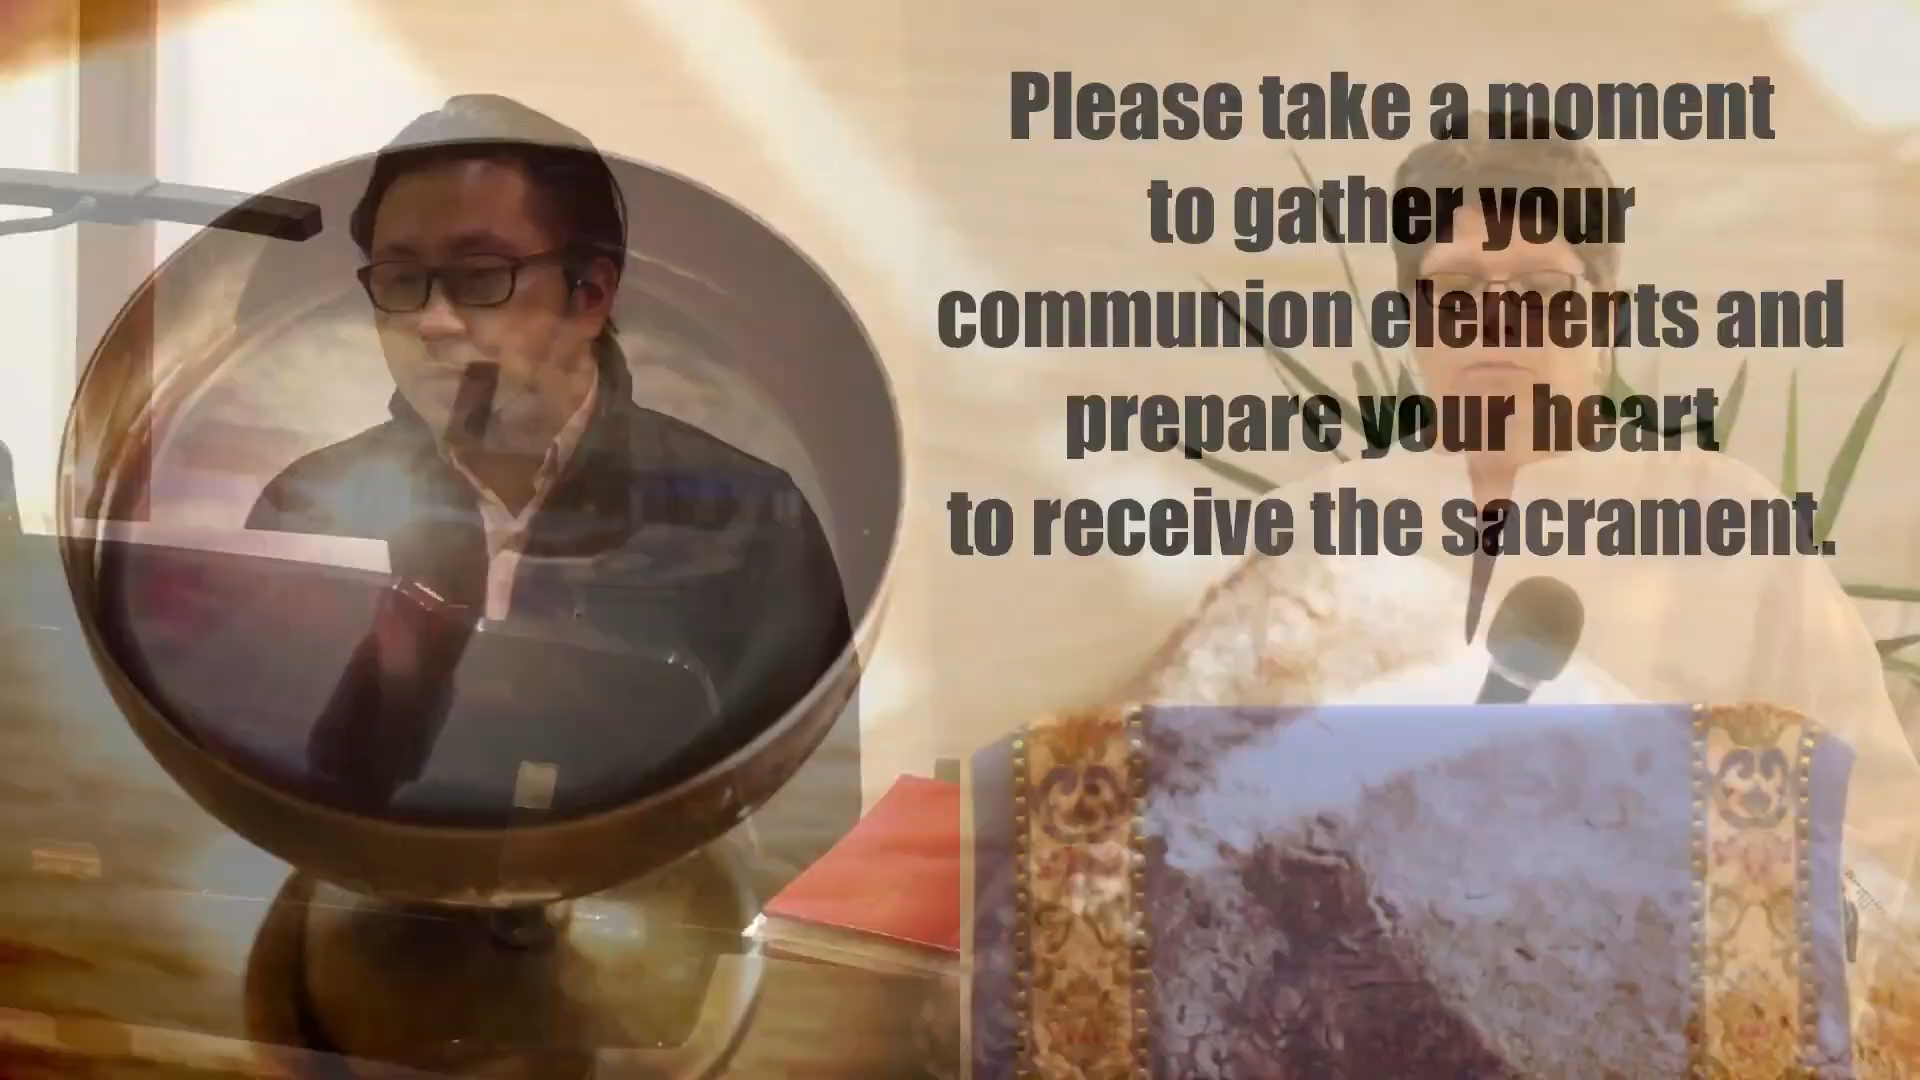 Please take a moment
to gather your
communion elements and
prepare your heart
to receive the sacrament.